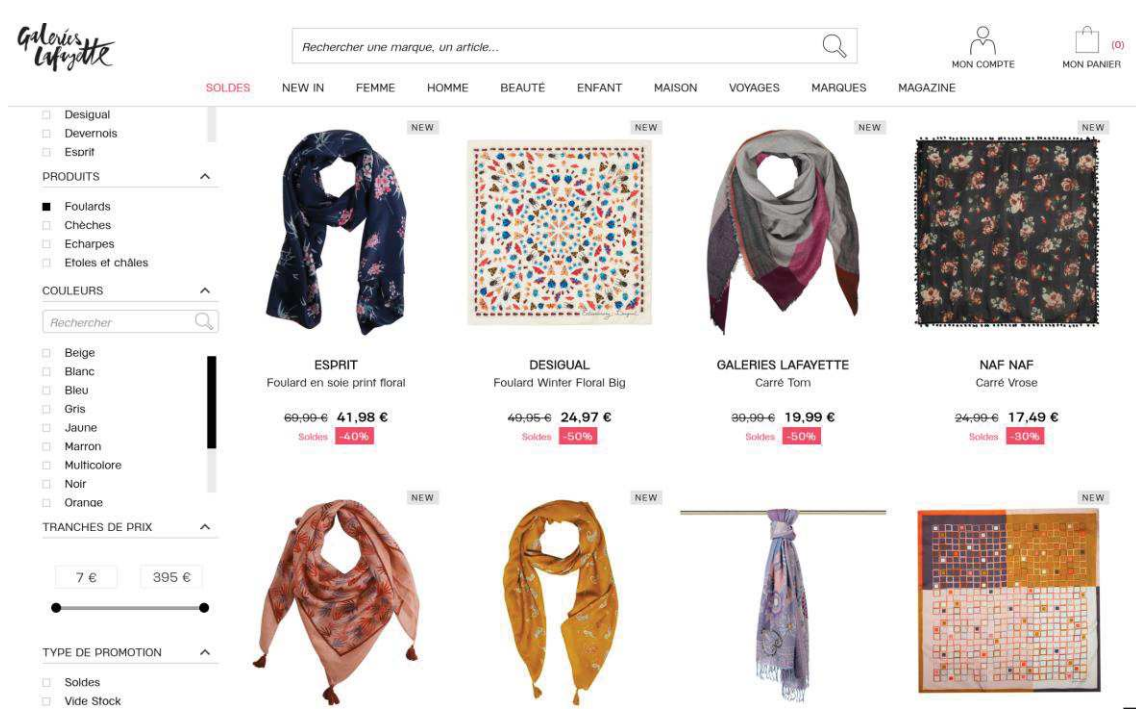 Galeries Lafayette
Rechercher une marque, un article...
MON COMPTE
(0)
MON PANIER
SOLDES NEW IN FEMME HOMME BEAUTÉ ENFANT MAISON VOYAGES MARQUES MAGAZINE
Desigual
Devernois
Esprit
PRODUITS
Foulards
Chèches
Echarpes
Etoles et châles
COULEURS
Rechercher
Beige
Blanc
Bleu
Gris
Jaune
Marron
Multicolore
Noir
Orange
TRANCHES DE PRIX
7 € 395 €
TYPE DE PROMOTION
Soldes
Vide Stock
NEW
ESPRIT
Foulard en soie print floral
69,99 € 41,98 €
Soldes -40%
NEW
DESIGUAL
Foulard Winter Floral Big
49,95 € 24,97 €
Soldes -50%
NEW
GALERIES LAFAYETTE
Carré Tom
39,99 € 19,99 €
Soldes -50%
NEW
NAF NAF
Carré Vrose
24,99 € 17,49 €
Soldes -30%
NEW
NEW
NEW